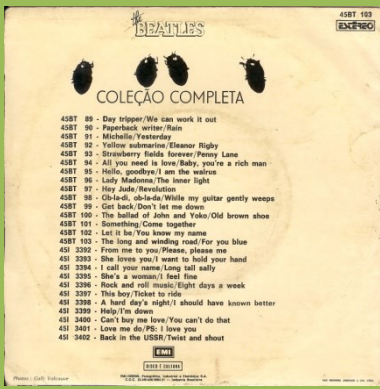 45BT 103
ESTÉREO
the
BEATLES
COLEÇÃO COMPLETA
45BT 89 - Day tripper/We can work it out
45BT 90 - Paperback writer/Rain
45BT 91 - Michelle/Yesterday
45BT 92 - Yellow submarine/Eleanor Rigby
45BT 93 - Strawberry fields forever/Penny Lane
45BT 94 - All you need is love/Baby, you're a rich man
45BT 95 - Hello, goodbye/I am the walrus
45BT 96 - Lady Madonna/The inner light
45BT 97 - Hey Jude/Revolution
45BT 98 - Ob-la-di, ob-la-da/While my guitar gently weeps
45BT 99 - Get back/Don't let me down
45BT 100 - The ballad of John and Yoko/Old brown shoe
45BT 101 - Something/Come together
45BT 102 - Let it be/You know my name
45BT 103 - The long and winding road/For you blue
45I 3392 - From me to you/Please, please me
45I 3393 - She loves you/I want to hold your hand
45I 3394 - I call your name/Long tall sally
45I 3395 - She's a woman/I feel fine
45I 3396 - Rock and roll music/Eight days a week
45I 3397 - This boy/Ticket to ride
45I 3398 - A hard day's night/I should have known better
45I 3399 - Help/I'm down
45I 3400 - Can't buy me love/You can't do that
45I 3401 - Love me do/PS: I love you
45I 3402 - Back in the USSR/Twist and shout
EMI
DISCO É CULTURA